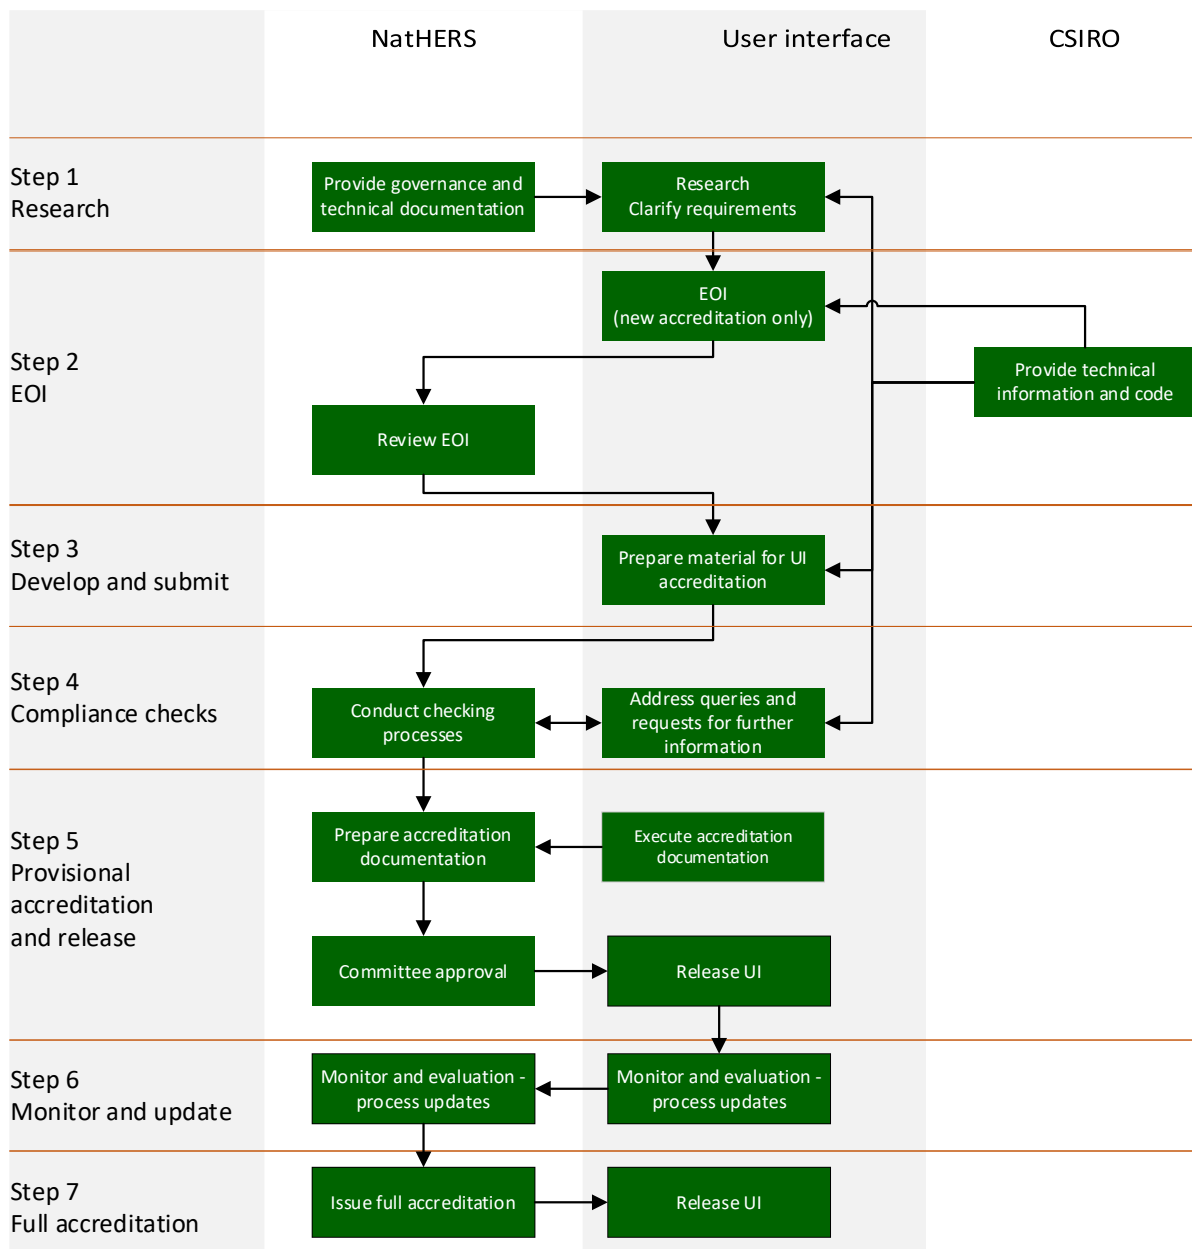 NatHERS
User interface
CSIRO
Step 1
Research
Provide governance and
technical documentation
Research
Clarify requirements
Step 2
EOI
EOI
(new accreditation only)
Provide technical
information and code
Review EOI
Step 3
Develop and submit
Prepare material for UI
accreditation
Step 4
Compliance checks
Conduct checking
processes
Address queries and
requests for further
information
Step 5
Provisional
accreditation
and release
Prepare accreditation
documentation
Execute accreditation
documentation
Committee approval
Release UI
Step 6
Monitor and update
Monitor and evaluation -
process updates
Monitor and evaluation -
process updates
Step 7
Full accreditation
Issue full accreditation
Release UI